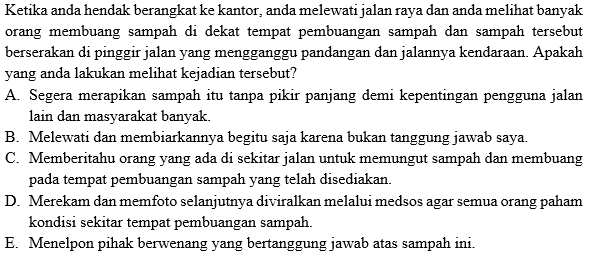 Ketika anda hendak berangkat ke kantor, anda melewati jalan raya dan anda melihat banyak
orang membuang sampah di dekat tempat pembuangan sampah dan sampah tersebut
berserakan di pinggir jalan yang mengganggu pandangan dan jalannya kendaraan. Apakah
yang anda lakukan melihat kejadian tersebut?
A. Segera merapikan sampah itu tanpa pikir panjang demi kepentingan pengguna jalan
lain dan masyarakat banyak.
B. Melewati dan membiarkannya begitu saja karena bukan tanggung jawab saya.
C. Memberitahu orang yang ada di sekitar jalan untuk memungut sampah dan membuang
pada tempat pembuangan sampah yang telah disediakan.
D. Merekam dan memfoto selanjutnya diviralkan melalui medsos agar semua orang paham
kondisi sekitar tempat pembuangan sampah.
E. Menelpon pihak berwenang yang bertanggung jawab atas sampah ini.